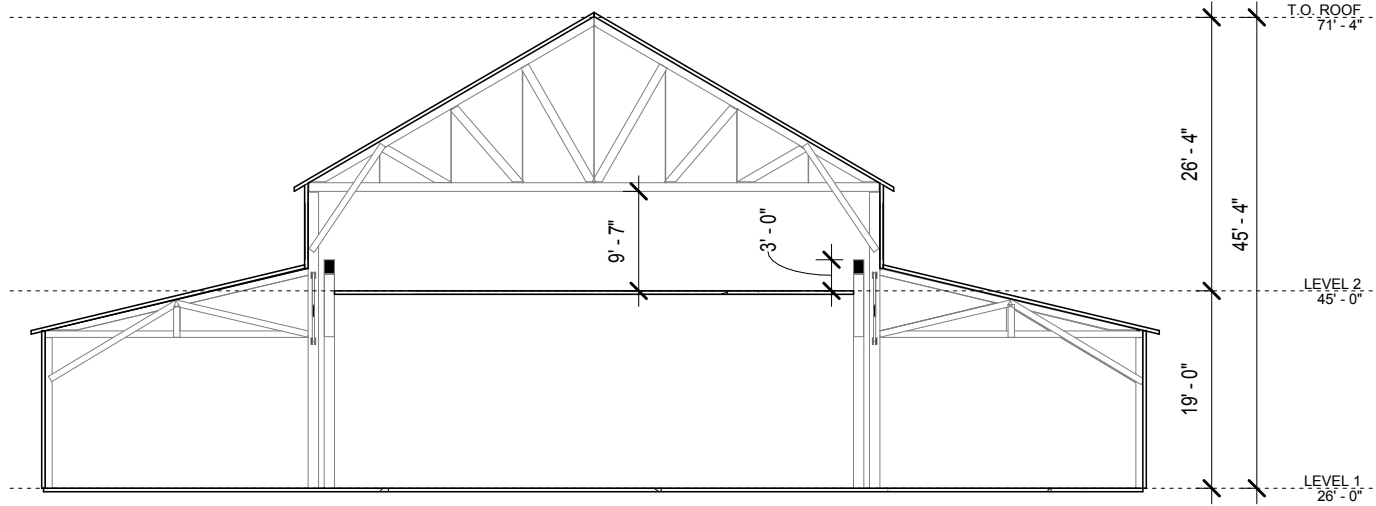 T.O. ROOF
71' - 4"
26' - 4"
45' - 4"
9' - 7"
3' - 0"
LEVEL 2
45' - 0"
19' - 0"
LEVEL 1
26' - 0"